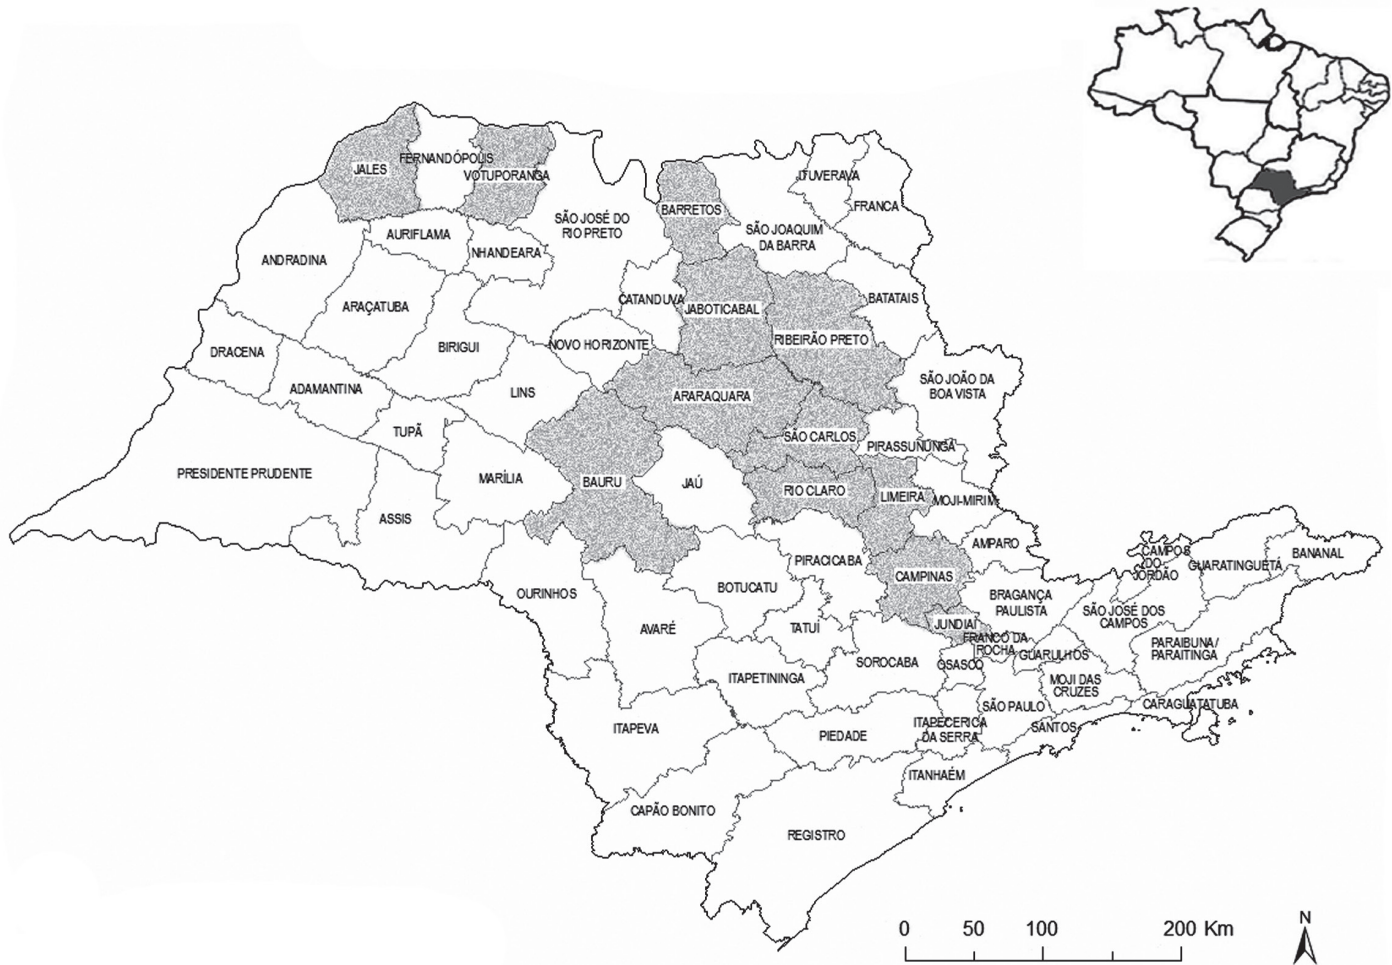 JALES
FERNANDÓPOLIS
VOTUPORANGA
ITUVERAVA
FRANCA
BARRETOS
SÃO JOSÉ DO
RIO PRETO
SÃO JOAQUIM
DA BARRA
AURIFLAMA
NHANDEARA
ANDRADINA
ARAÇATUBA
CATANDUVA
JABOTICABAL
BATATAIS
RIBEIRÃO PRETO
DRACENA
BIRIGUI
NOVO HORIZONTE
ADAMANTINA
LINS
ARARAQUARA
SÃO JOÃO DA
BOA VISTA
TUPÃ
SÃO CARLOS
PIRASSUNUNGA
PRESIDENTE PRUDENTE
MARÍLIA
BAURU
JAÚ
RIO CLARO
LIMEIRA
MOJI-MIRIM
ASSIS
AMPARO
PIRACICABA
CAMPOS
DO
JORDÃO
GUARATINGUETÁ
BANANAL
OURINHOS
BOTUCATU
CAMPINAS
BRAGANÇA
PAULISTA
SÃO JOSÉ DOS
CAMPOS
AVARÉ
TATUÍ
JUNDIAÍ
FRANCO DA
ROCHA
GUARULHOS
PARAIBUNA/
PARAITINGA
ITAPETININGA
SOROCABA
OSASCO
MOJI DAS
CRUZES
SÃO PAULO
CARAGUATATUBA
ITAPEVA
PIEDADE
ITAPECERICA
DA SERRA
SANTOS
ITANHAÉM
CAPÃO BONITO
REGISTRO
0 50 100 200 Km
N